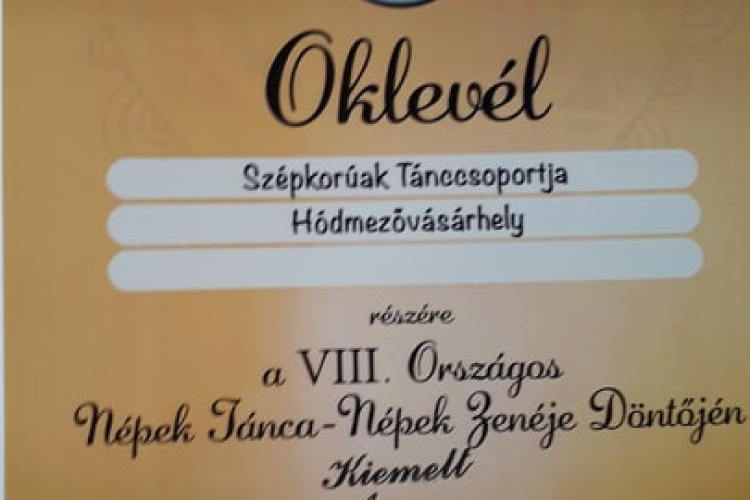 Oklevél
Szépkorúak Tánccsoportja
Hódmezővásárhely
részére
a VIII. Országos
Népek Tánca-Népek Zenéje Döntőjén
Kiemelt